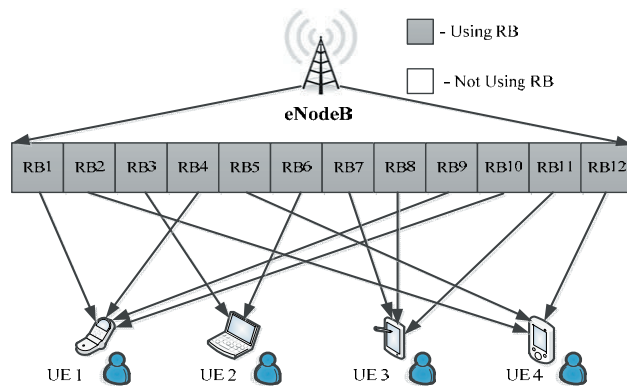 - Using RB
- Not Using RB
eNodeB
RB1 RB2 RB3 RB4 RB5 RB6 RB7 RB8 RB9 RB10 RB11 RB12
UE 1 UE 2 UE 3 UE 4